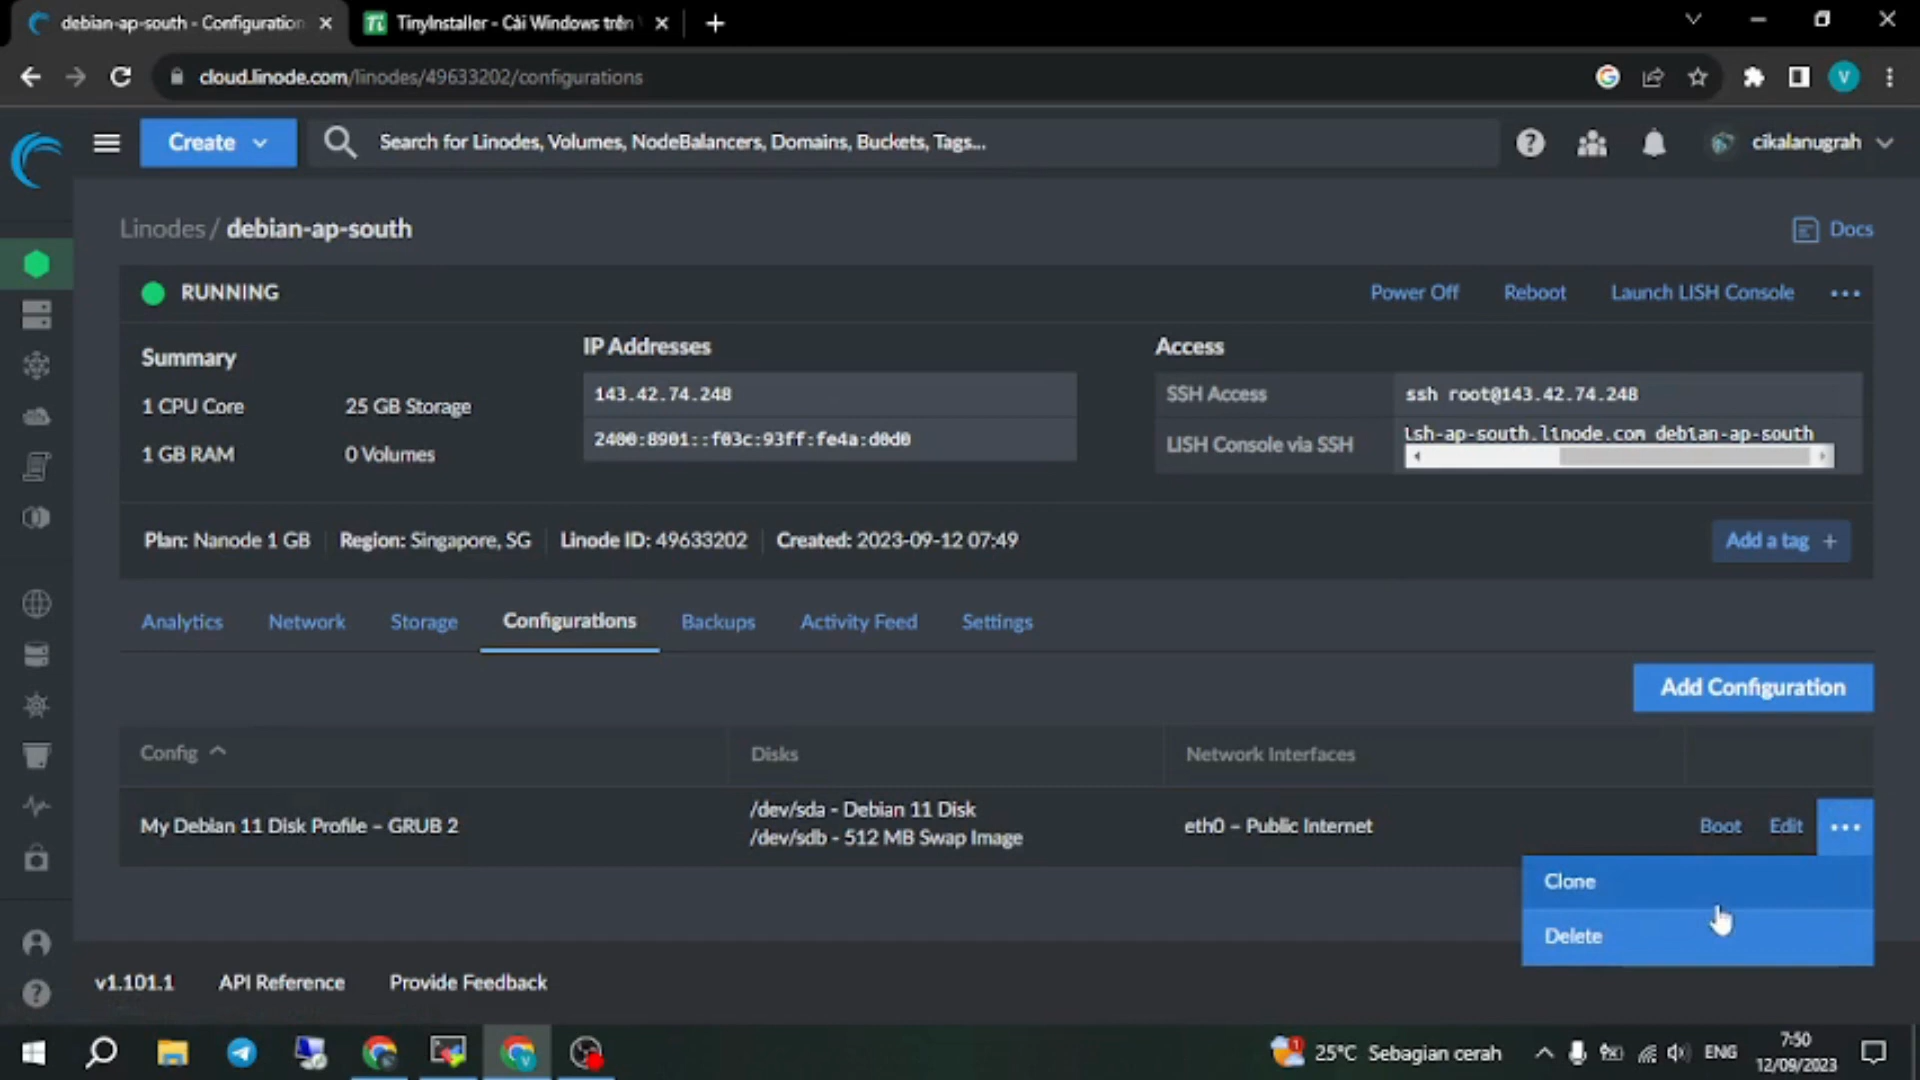 debian-ap-south - Configuration
TinyInstaller - Cài Windows trên
cloud.linode.com/linodes/49633202/configurations
V
Create
Search for Linodes, Volumes, NodeBalancers, Domains, Buckets, Tags...
cikalanugrah
Linodes / debian-ap-south
Docs
RUNNING
Power Off
Reboot
Launch LISH Console
Summary
IP Addresses
Access
1 CPU Core
25 GB Storage
143.42.74.248
SSH Access
ssh root@143.42.74.248
1 GB RAM
0 Volumes
2400:8901::f03c:93ff:fe4a:d0d0
LISH Console via SSH
lsh-ap-south.linode.com debian-ap-south
Plan: Nanode 1 GB
Region: Singapore, SG
Linode ID: 49633202
Created: 2023-09-12 07:49
Add a tag +
Analytics
Network
Storage
Configurations
Backups
Activity Feed
Settings
Add Configuration
Config
Disks
Network Interfaces
My Debian 11 Disk Profile – GRUB 2
/dev/sda - Debian 11 Disk
/dev/sdb - 512 MB Swap Image
eth0 – Public Internet
Boot
Edit
Clone
Delete
v1.101.1
API Reference
Provide Feedback
1
25°C Sebagian cerah
ENG
7:50
12/09/2023